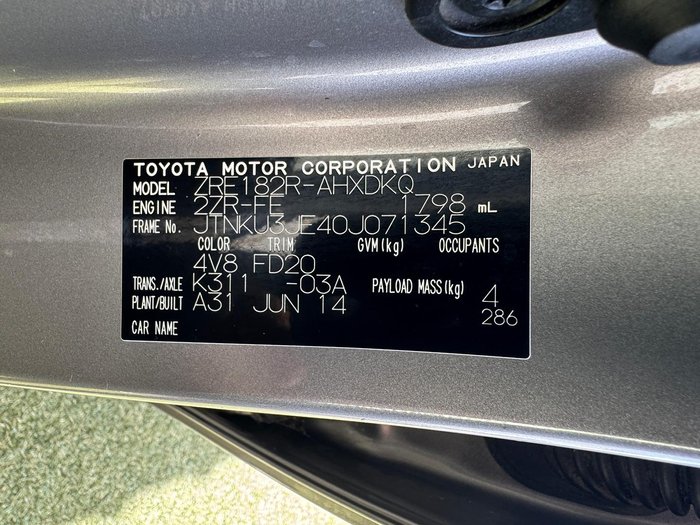 TOYOTA MOTOR CORPORATION JAPAN
MODEL ZRE182R-AHXDKQ
ENGINE 2ZR-FE 1798 mL
FRAME No. JTNKU3JE40J071345
COLOR TRIM GVM(kg) OCCUPANTS
4V8 FD20
TRANS./AXLE K311 -03A PAYLOAD MASS(kg) 4
PLANT/BUILT A31 JUN 14 286
CAR NAME